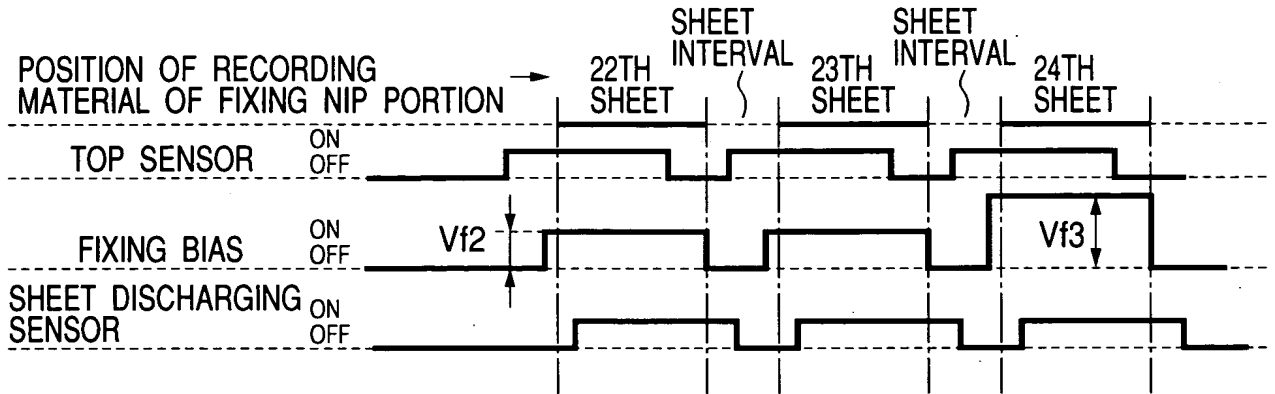 SHEET
INTERVAL
SHEET
INTERVAL
POSITION OF RECORDING
MATERIAL OF FIXING NIP PORTION
22TH
SHEET
23TH
SHEET
24TH
SHEET
TOP SENSOR
ON
OFF
FIXING BIAS
ON
OFF
Vf2
Vf3
SHEET DISCHARGING
SENSOR
ON
OFF